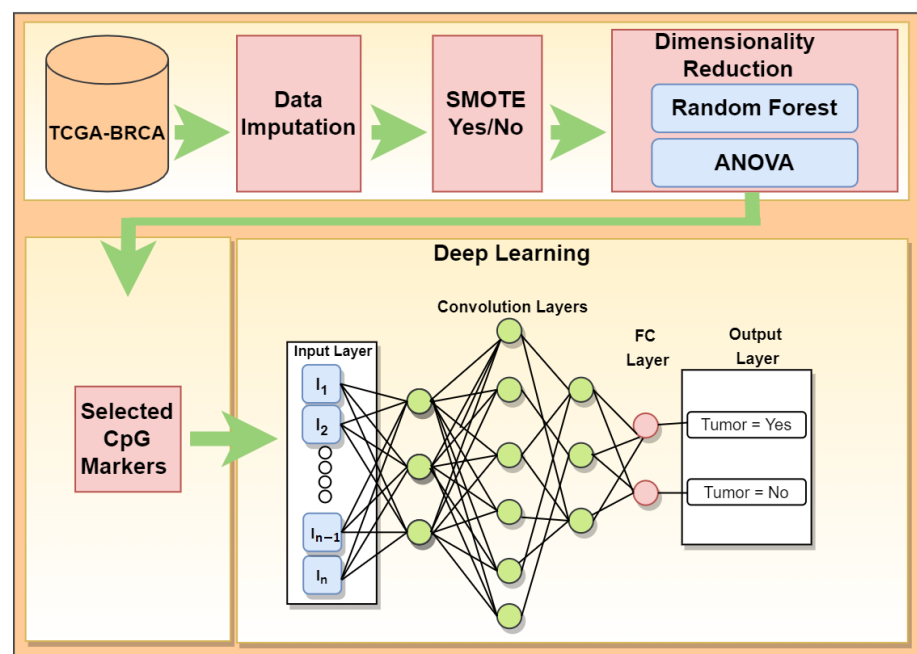 TCGA-BRCA
Data
Imputation
SMOTE
Yes/No
Dimensionality
Reduction
Random Forest
ANOVA
Selected
CpG
Markers
Deep Learning
Input Layer
I1
I2
In−1
In
Convolution Layers
FC
Layer
Output
Layer
Tumor = Yes
Tumor = No